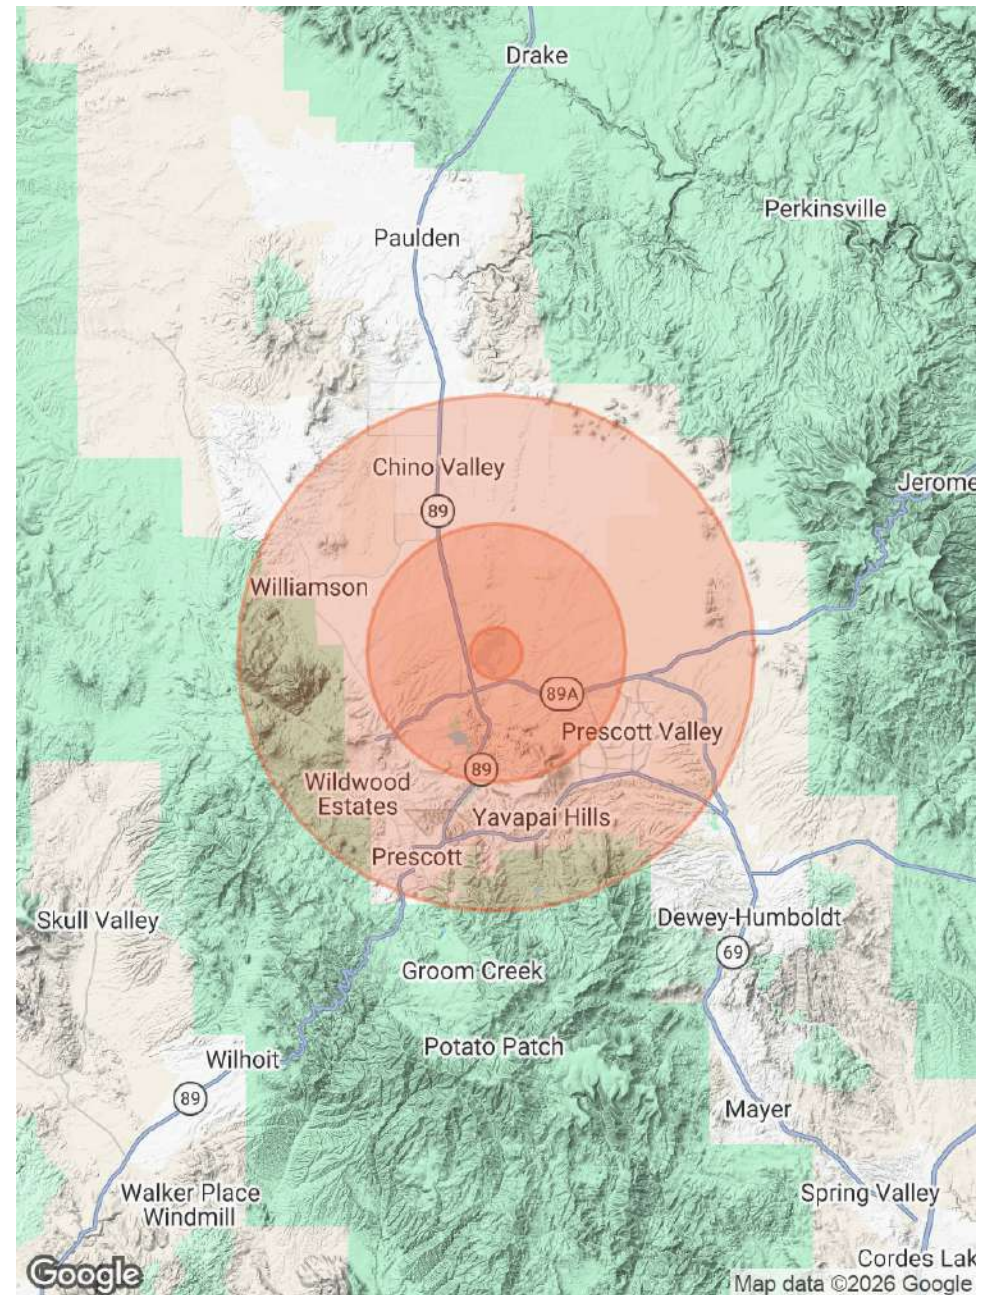 Drake
Perkinsville
Paulden
Chino Valley
Jerome
89
Williamson
89A
Prescott Valley
89
Wildwood
Estates
Yavapai Hills
Prescott
Skull Valley
Dewey-Humboldt
69
Groom Creek
Potato Patch
Wilhoit
89
Mayer
Walker Place
Windmill
Spring Valley
Cordes Lak
Google
Map data ©2026 Google